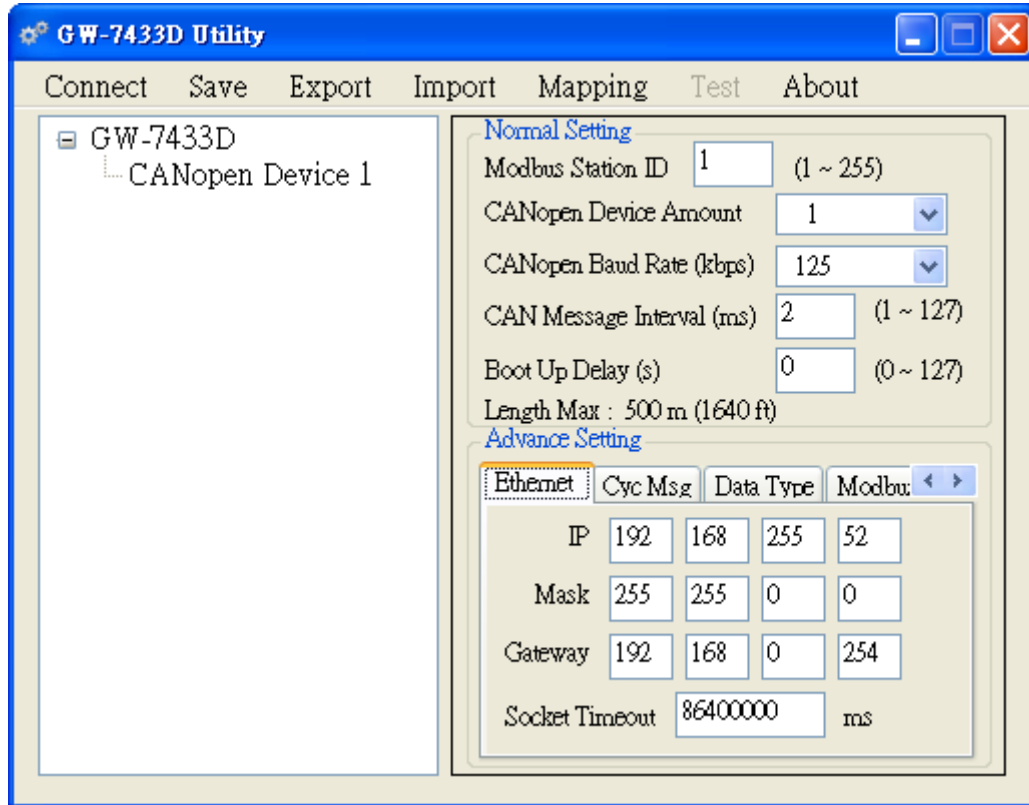 GW-7433D Utility
Connect Save Export Import Mapping Test About
GW-7433D
CANopen Device 1
Normal Setting
Modbus Station ID 1 (1 ~ 255)
CANopen Device Amount 1
CANopen Baud Rate (kbps) 125
CAN Message Interval (ms) 2 (1 ~ 127)
Boot Up Delay (s) 0 (0 ~ 127)
Length Max : 500 m (1640 ft)
Advance Setting
Ethernet Cyc Msg Data Type Modbu
IP 192 168 255 52
Mask 255 255 0 0
Gateway 192 168 0 254
Socket Timeout 86400000 ms